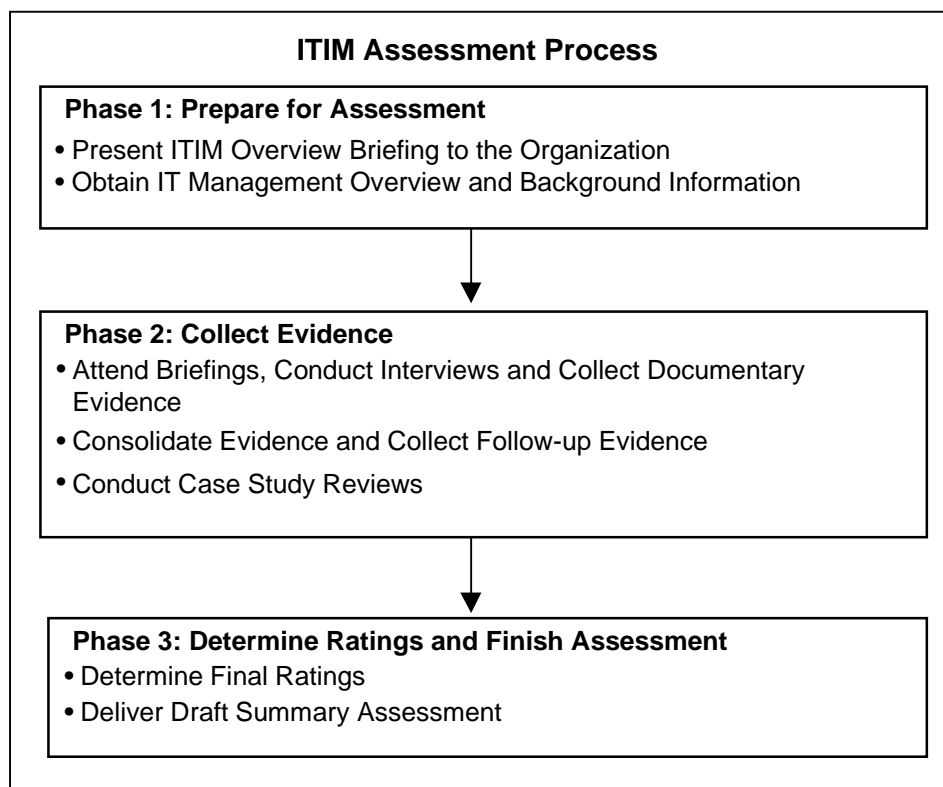 ITIM Assessment Process
Phase 1: Prepare for Assessment
• Present ITIM Overview Briefing to the Organization
• Obtain IT Management Overview and Background Information
Phase 2: Collect Evidence
• Attend Briefings, Conduct Interviews and Collect Documentary
Evidence
• Consolidate Evidence and Collect Follow-up Evidence
• Conduct Case Study Reviews
Phase 3: Determine Ratings and Finish Assessment
• Determine Final Ratings
• Deliver Draft Summary Assessment